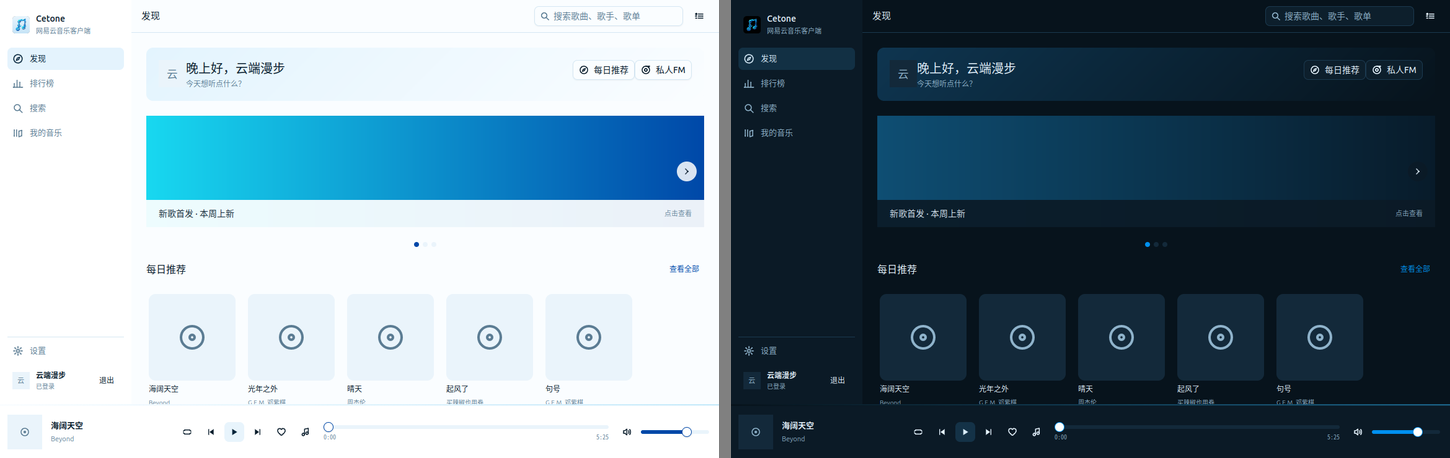 Cetone
网易云音乐客户端
发现
搜索歌曲、歌手、歌单
发现
排行榜
搜索
我的音乐
云
晚上好，云端漫步
今天想听点什么？
每日推荐
私人FM
新歌首发 · 本周上新
点击查看
每日推荐
查看全部
海阔天空
光年之外
晴天
起风了
句号
Beyond
G.E.M. 邓紫棋
周杰伦
买辣椒也用券
G.E.M. 邓紫棋
设置
云
云端漫步
已登录
退出
海阔天空
Beyond
0:00
5:25
Cetone
网易云音乐客户端
发现
搜索歌曲、歌手、歌单
发现
排行榜
搜索
我的音乐
云
晚上好，云端漫步
今天想听点什么？
每日推荐
私人FM
新歌首发 · 本周上新
点击查看
每日推荐
查看全部
海阔天空
光年之外
晴天
起风了
句号
Beyond
G.E.M. 邓紫棋
周杰伦
买辣椒也用券
G.E.M. 邓紫棋
设置
云
云端漫步
已登录
退出
海阔天空
Beyond
0:00
5:25